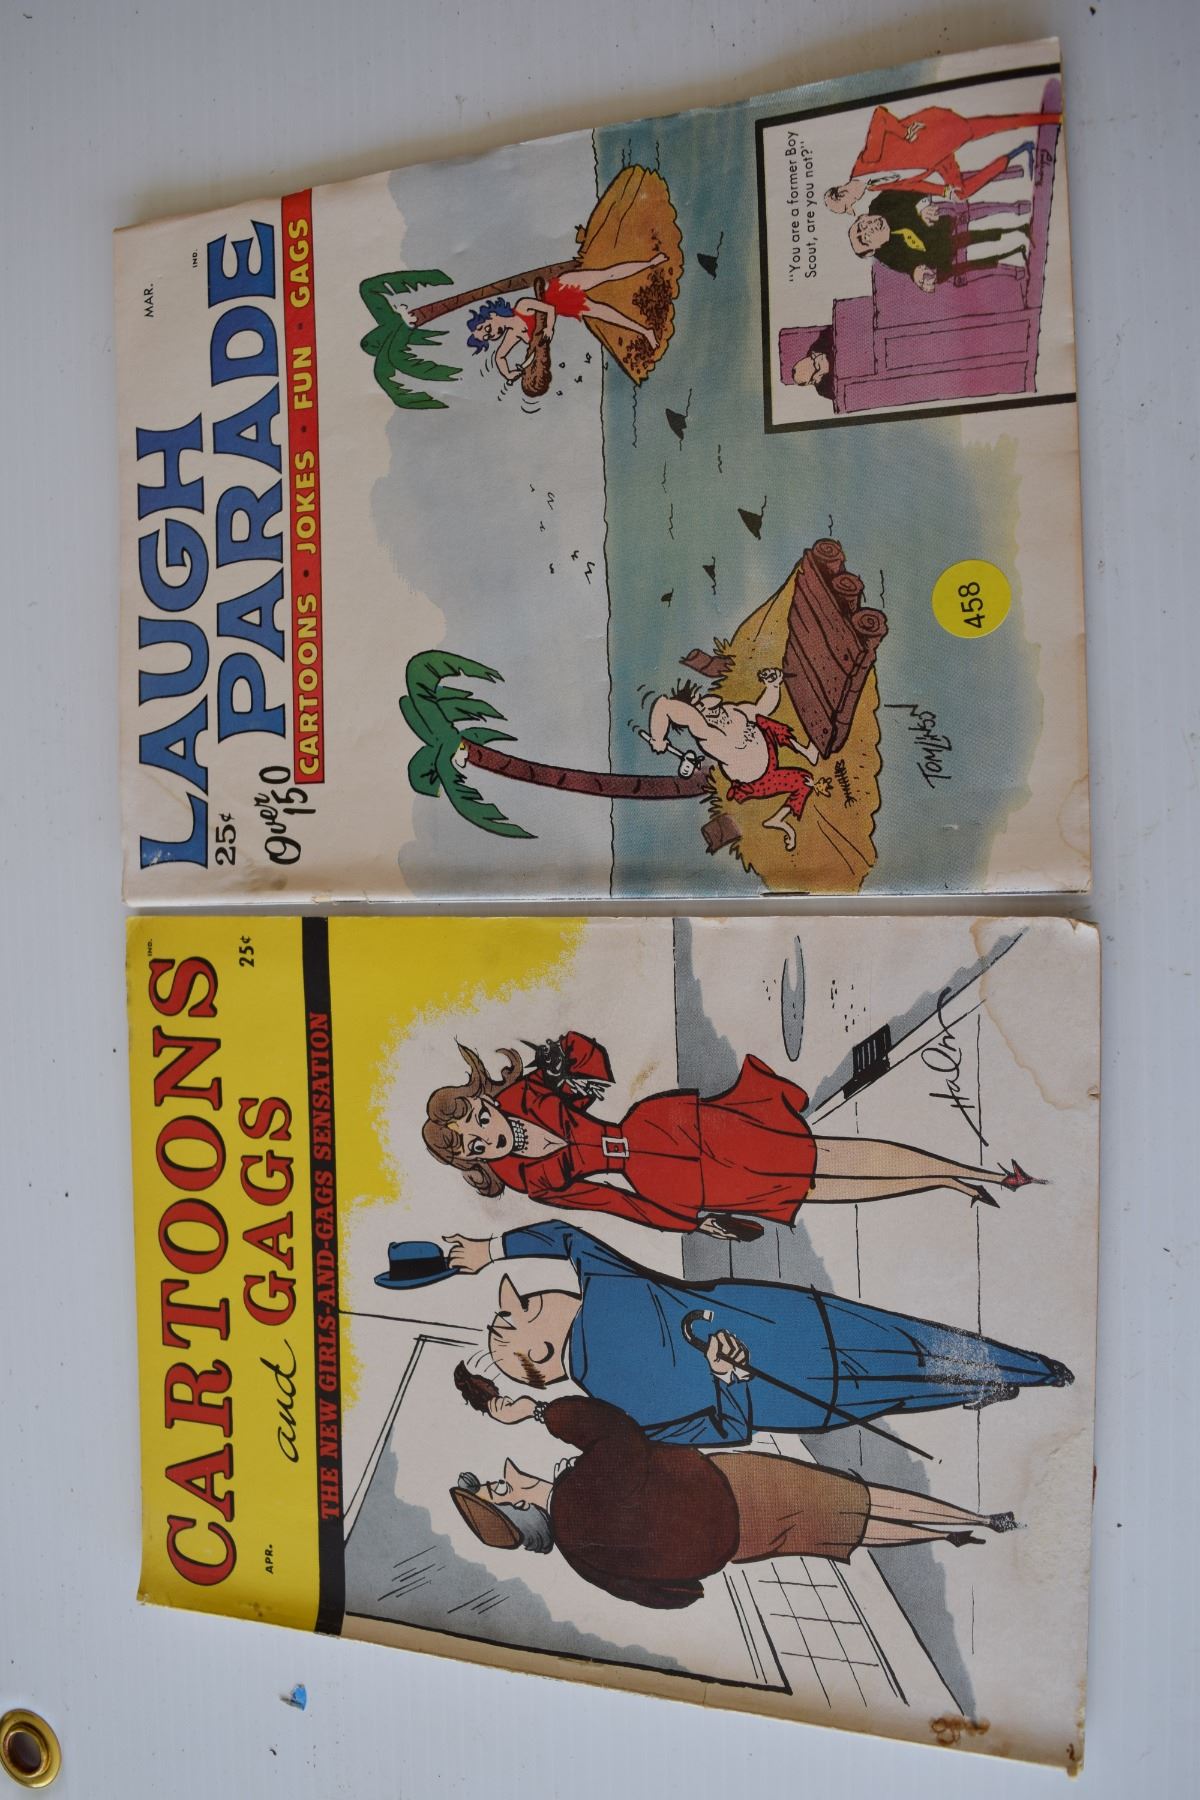 LAUGH
PARADE
MAR.
IND.
25¢
Over
150
CARTOONS • JOKES • FUN • GAGS
"You are a former Boy
Scout, are you not?"
TOMLINSON
458
CARTOONS
and GAGS
IND.
25¢
APR.
THE NEW GIRLS-AND-GAGS SENSATION